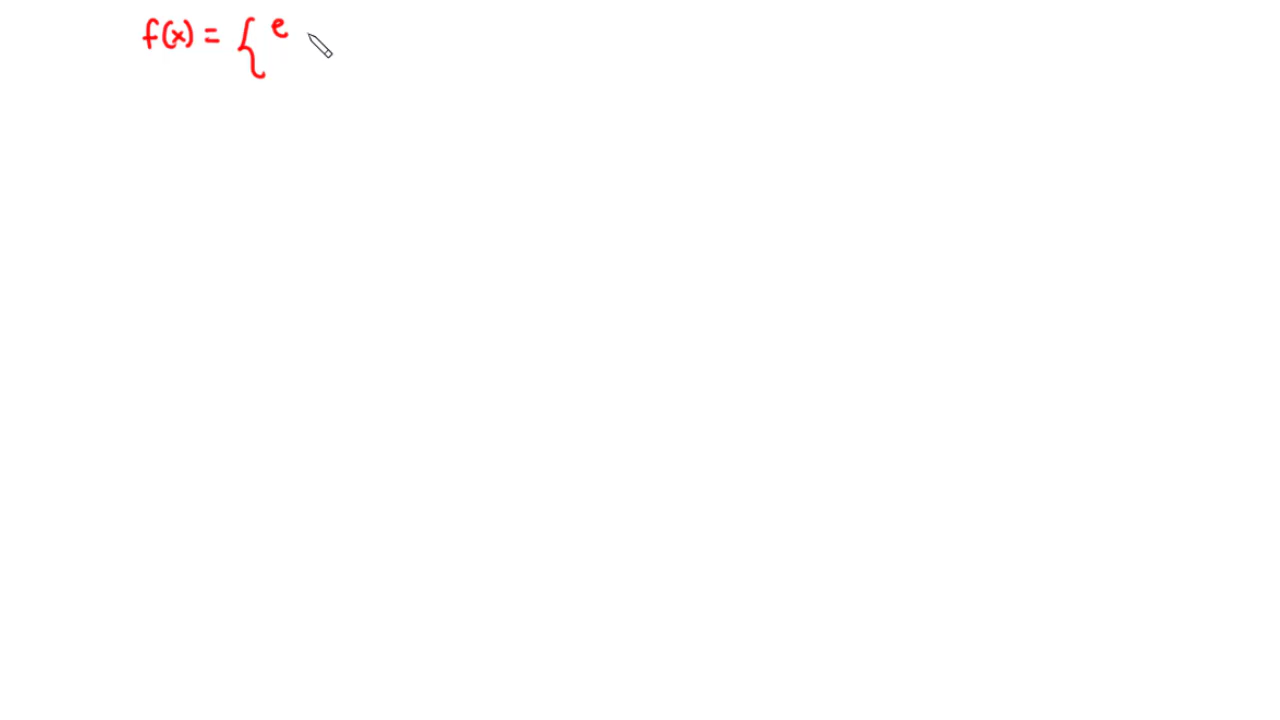 f(x) = { e